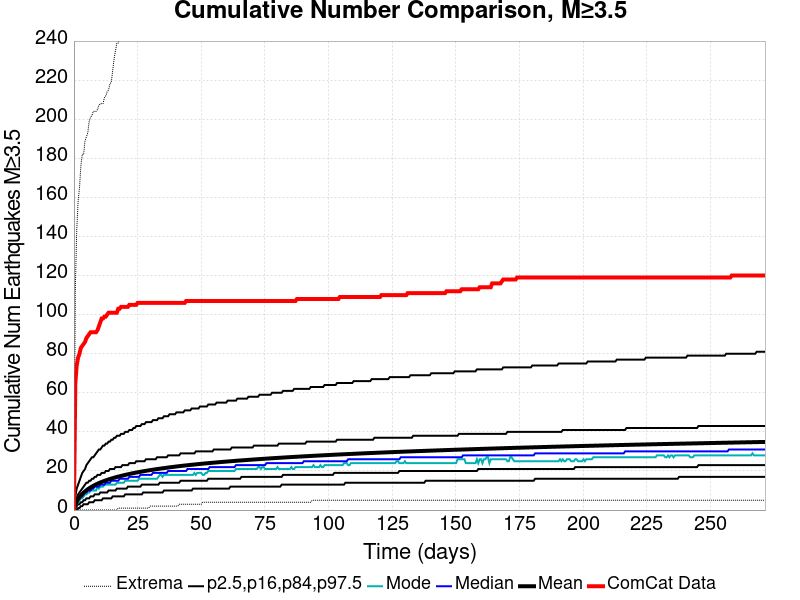 Cumulative Number Comparison, M≥3.5
Cumulative Num Earthquakes M≥3.5
240
220
200
180
160
140
120
100
80
60
40
20
0
0 25 50 75 100 125 150 175 200 225 250
Time (days)
Extrema p2.5,p16,p84,p97.5 Mode Median Mean ComCat Data